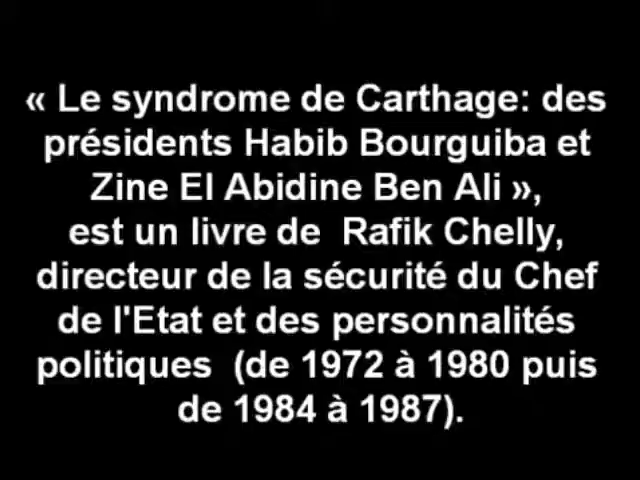 « Le syndrome de Carthage: des
présidents Habib Bourguiba et
Zine El Abidine Ben Ali »,
est un livre de  Rafik Chelly,
directeur de la sécurité du Chef
de l'Etat et des personnalités
politiques  (de 1972 à 1980 puis
de 1984 à 1987).